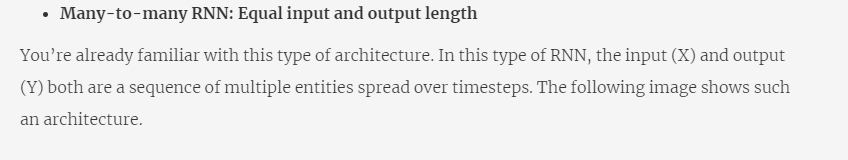 • Many-to-many RNN: Equal input and output length
You’re already familiar with this type of architecture. In this type of RNN, the input (X) and output
(Y) both are a sequence of multiple entities spread over timesteps. The following image shows such
an architecture.